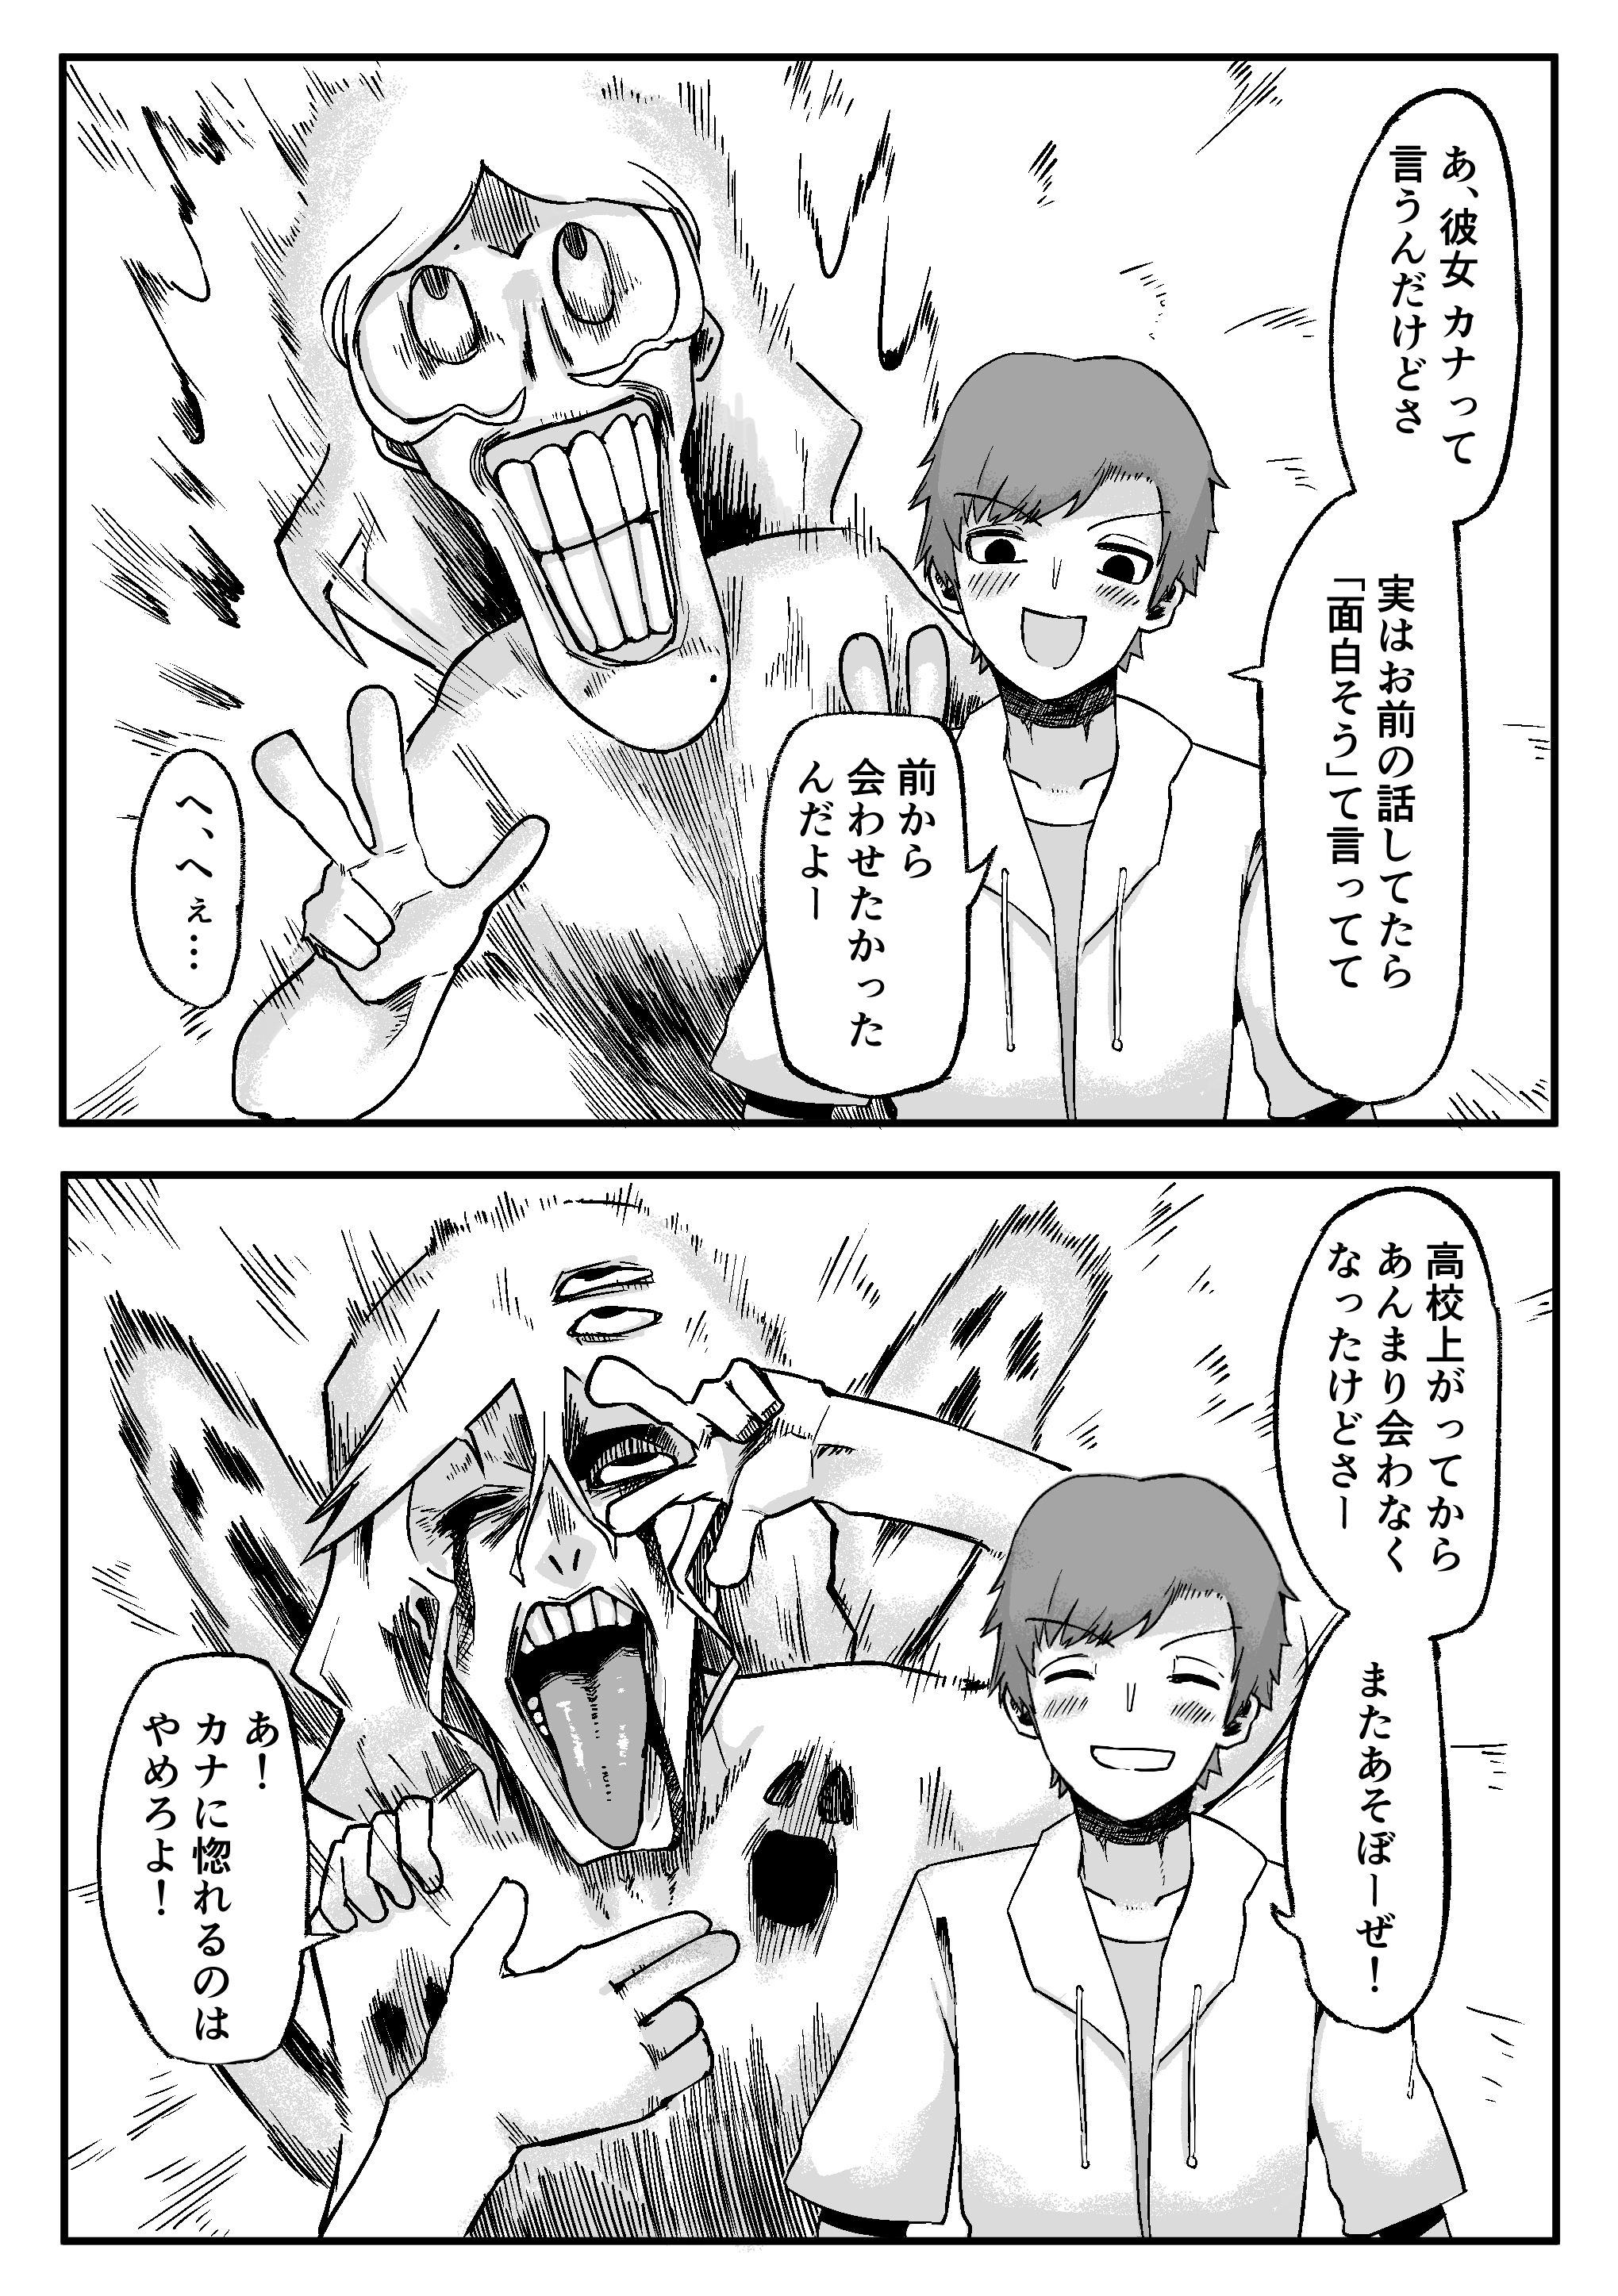 あ、彼女 カナって
言うんだけどさ
実はお前の話してたら
「面白そう」て言ってて
前から
会わせたかった
んだよー
へ、へぇ…
高校上がってから
あんまり会わなく
なったけどさー
またあそぼーぜ！
あ！
カナに惚れるのは
やめろよ！